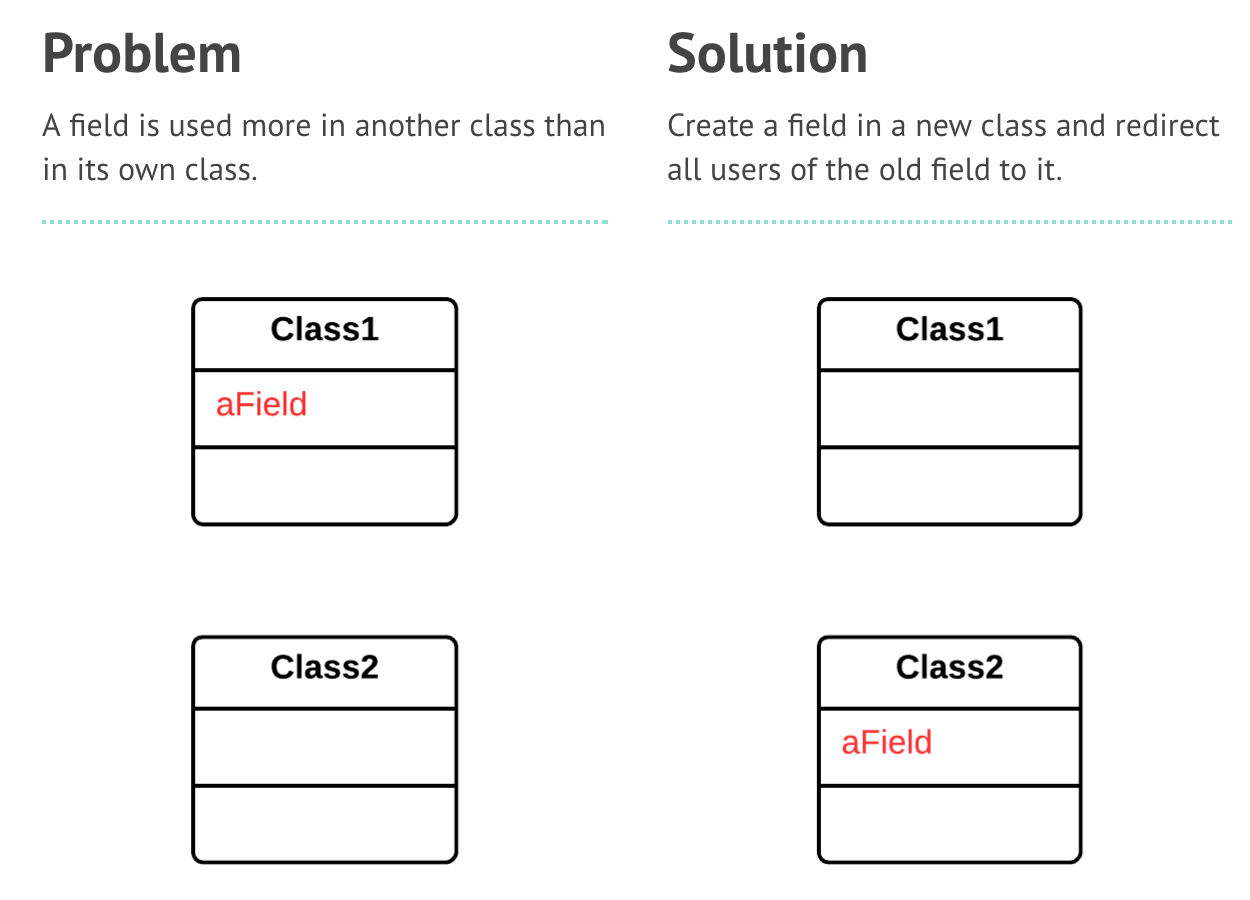 Problem
A field is used more in another class than
in its own class.
Class1
aField
Class2
Solution
Create a field in a new class and redirect
all users of the old field to it.
Class1
Class2
aField